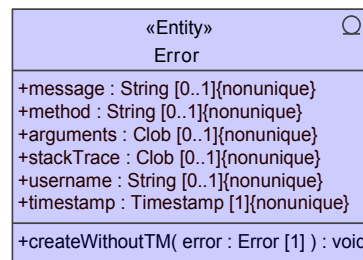 «Entity»
Error
+message : String [0..1]{nonunique}
+method : String [0..1]{nonunique}
+arguments : Clob [0..1]{nonunique}
+stackTrace : Clob [0..1]{nonunique}
+username : String [0..1]{nonunique}
+timestamp : Timestamp [1]{nonunique}
+createWithoutTM( error : Error [1] ) : void